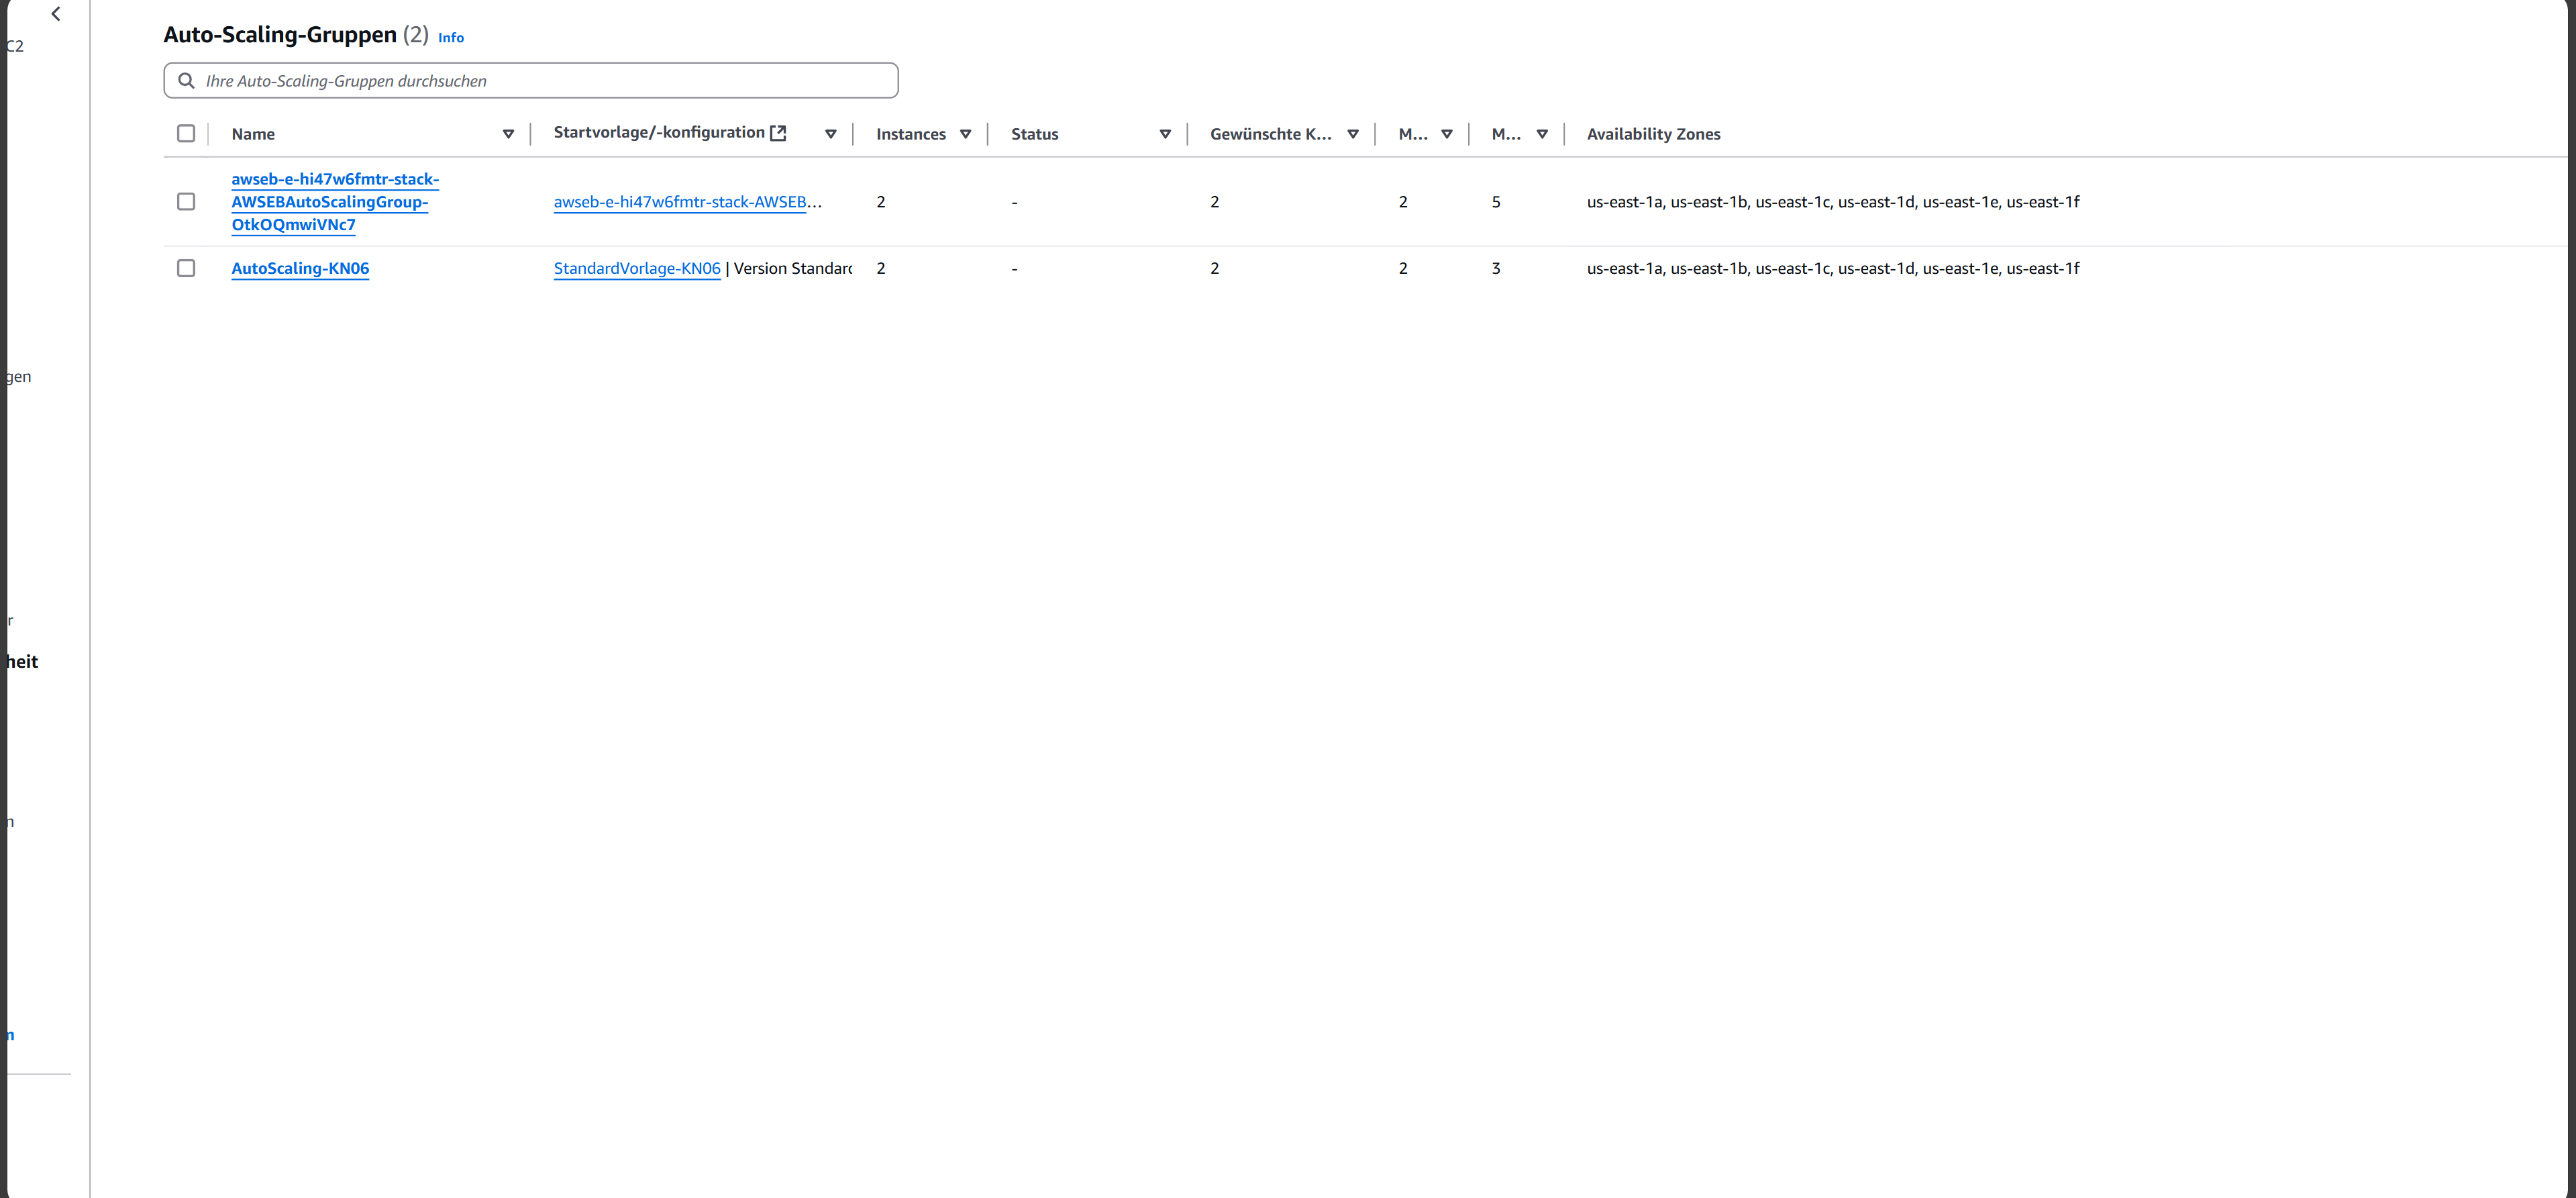 C2
gen
r
heit
n
n
Auto-Scaling-Gruppen (2) Info
Ihre Auto-Scaling-Gruppen durchsuchen
Name Startvorlage/-konfiguration Instances Status Gewünschte K... M... M... Availability Zones
awseb-e-hi47w6fmtr-stack-
AWSEBAutoScalingGroup-
OtkOQmwiVNc7
awseb-e-hi47w6fmtr-stack-AWSEB... 2 - 2 2 5 us-east-1a, us-east-1b, us-east-1c, us-east-1d, us-east-1e, us-east-1f
AutoScaling-KN06 StandardVorlage-KN06 | Version Standard 2 - 2 2 3 us-east-1a, us-east-1b, us-east-1c, us-east-1d, us-east-1e, us-east-1f